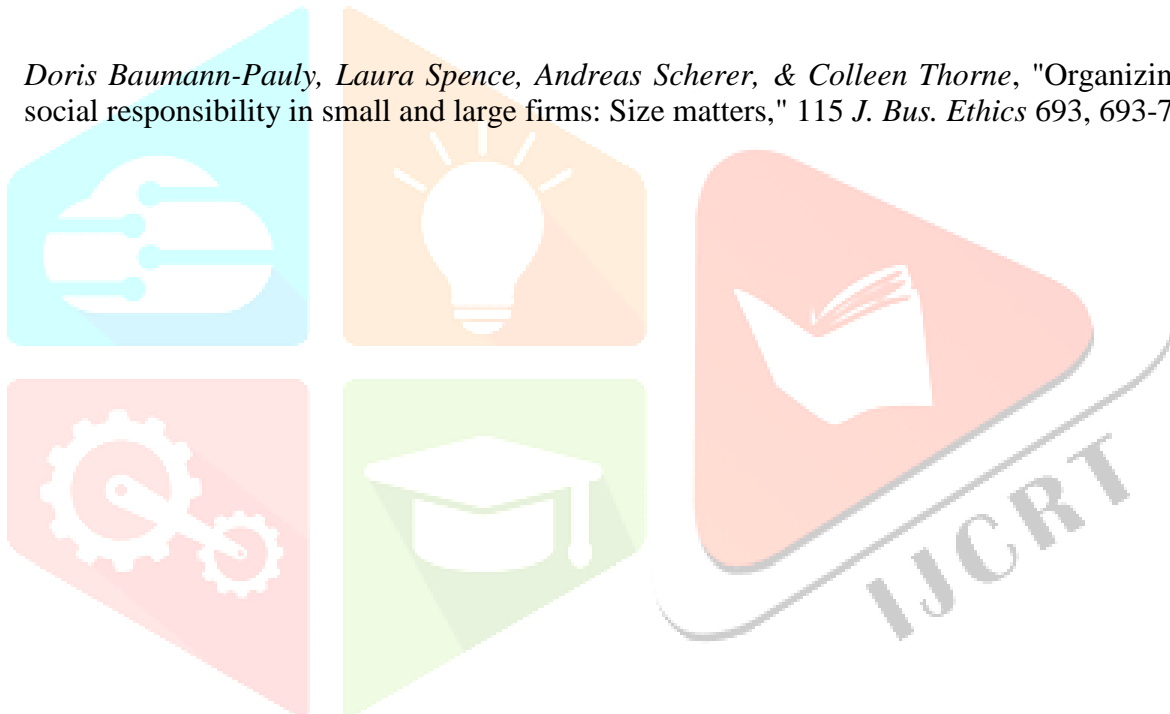 Doris Baumann-Pauly, Laura Spence, Andreas Scherer, & Colleen Thorne, "Organizin
social responsibility in small and large firms: Size matters," 115 J. Bus. Ethics 693, 693-7
IJCRT